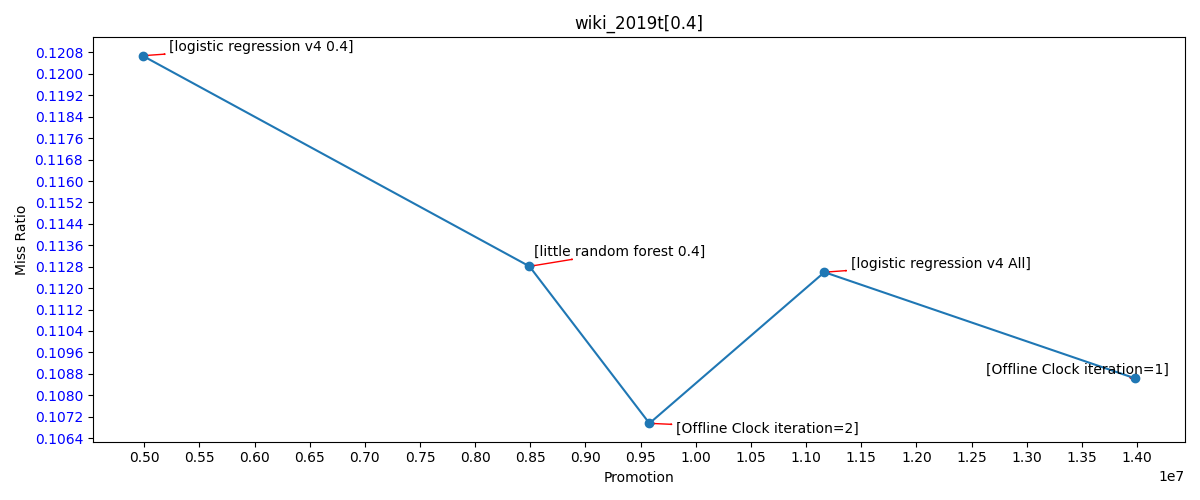 wiki_2019t[0.4]
[logistic regression v4 0.4]
[little random forest 0.4]
[logistic regression v4 All]
[Offline Clock iteration=1]
[Offline Clock iteration=2]
Miss Ratio
0.1208
0.1200
0.1192
0.1184
0.1176
0.1168
0.1160
0.1152
0.1144
0.1136
0.1128
0.1120
0.1112
0.1104
0.1096
0.1088
0.1080
0.1072
0.1064
0.50 0.55 0.60 0.65 0.70 0.75 0.80 0.85 0.90 0.95 1.00 1.05 1.10 1.15 1.20 1.25 1.30 1.35 1.40
1e7
Promotion